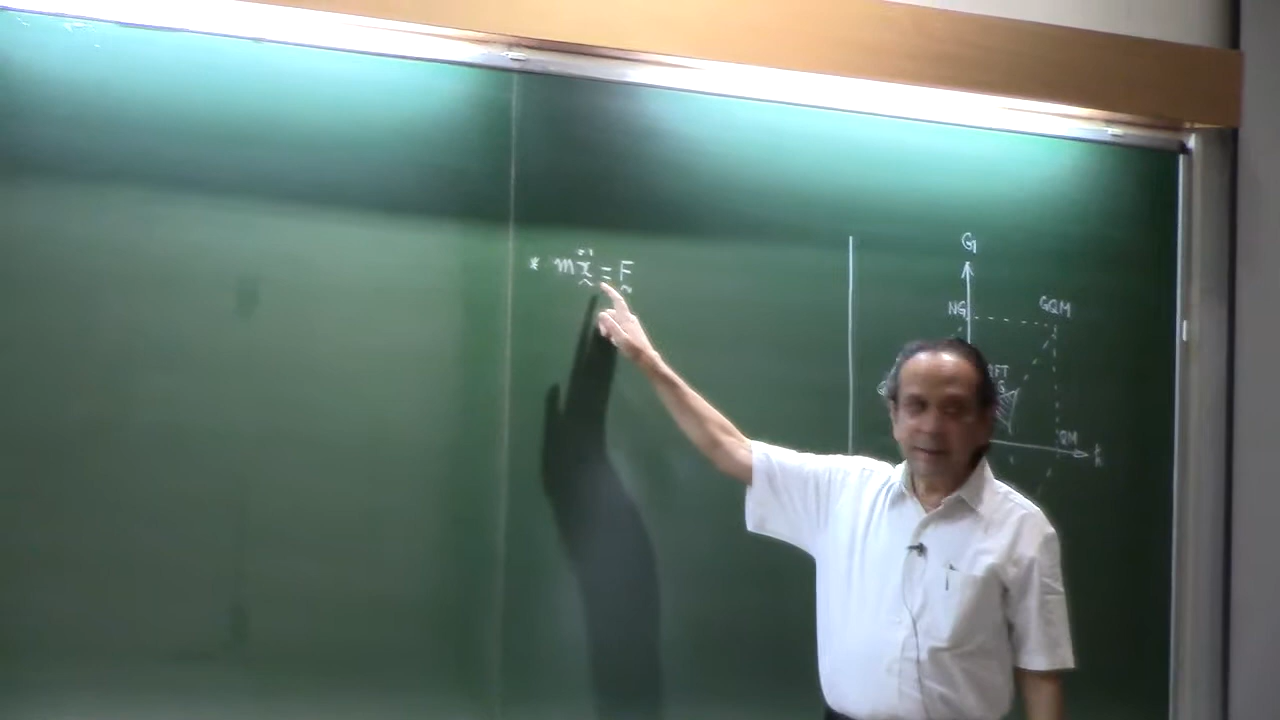 * mẍ = F
G
NG
GQM
QM
ħ